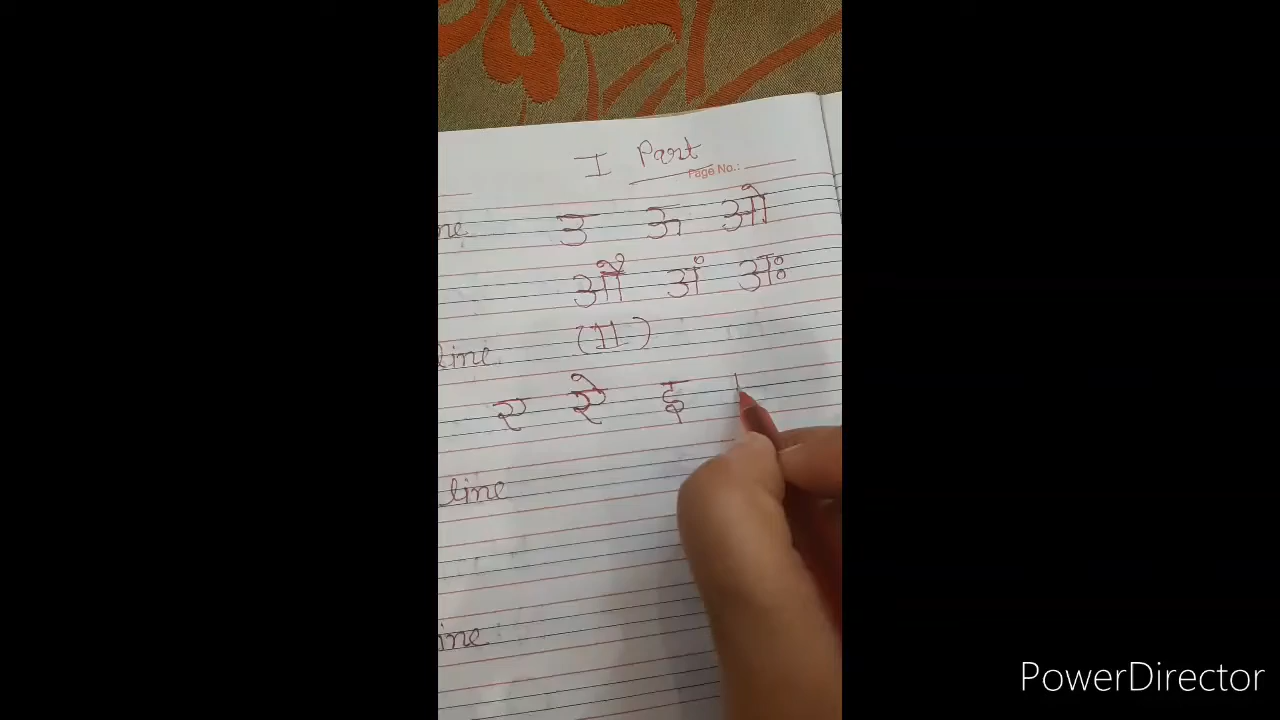 I Part
Page No.:
उ ऊ ओ
औ अं अः
(II)
ए ऐ इ
line
line
PowerDirector